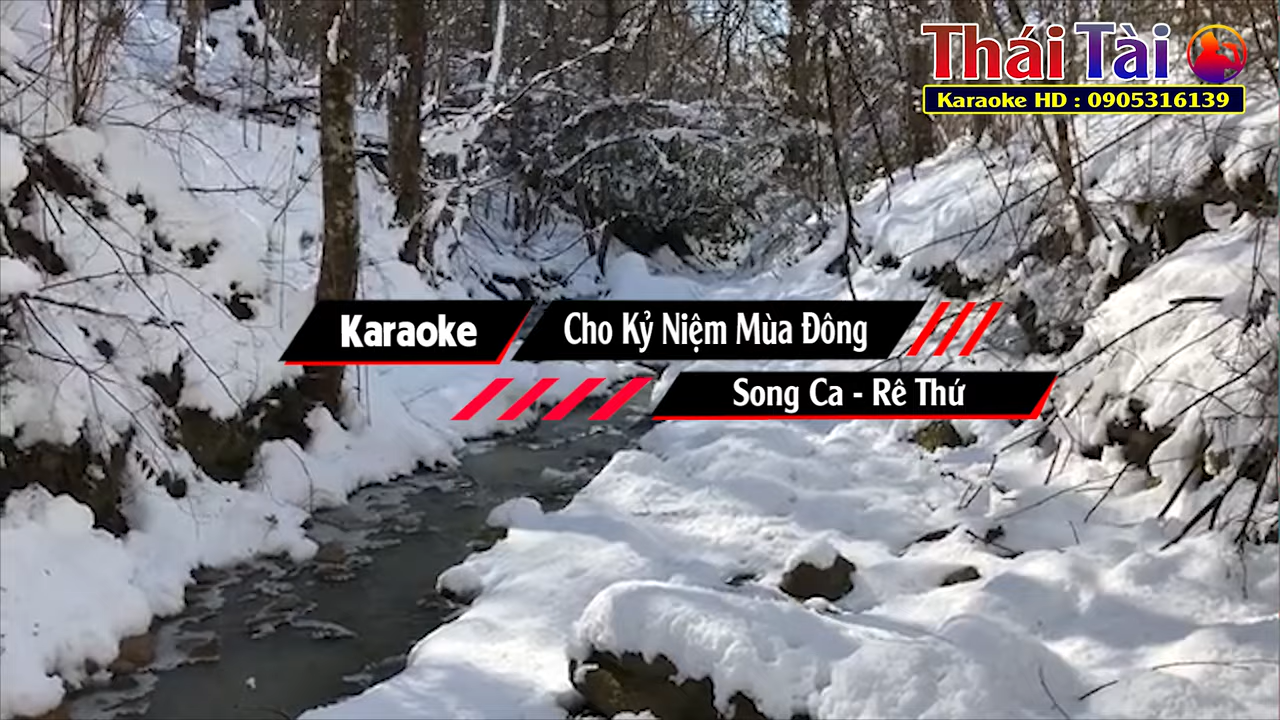 Thái Tài
Karaoke HD : 0905316139
Karaoke
Cho Kỷ Niệm Mùa Đông
Song Ca - Rê Thứ